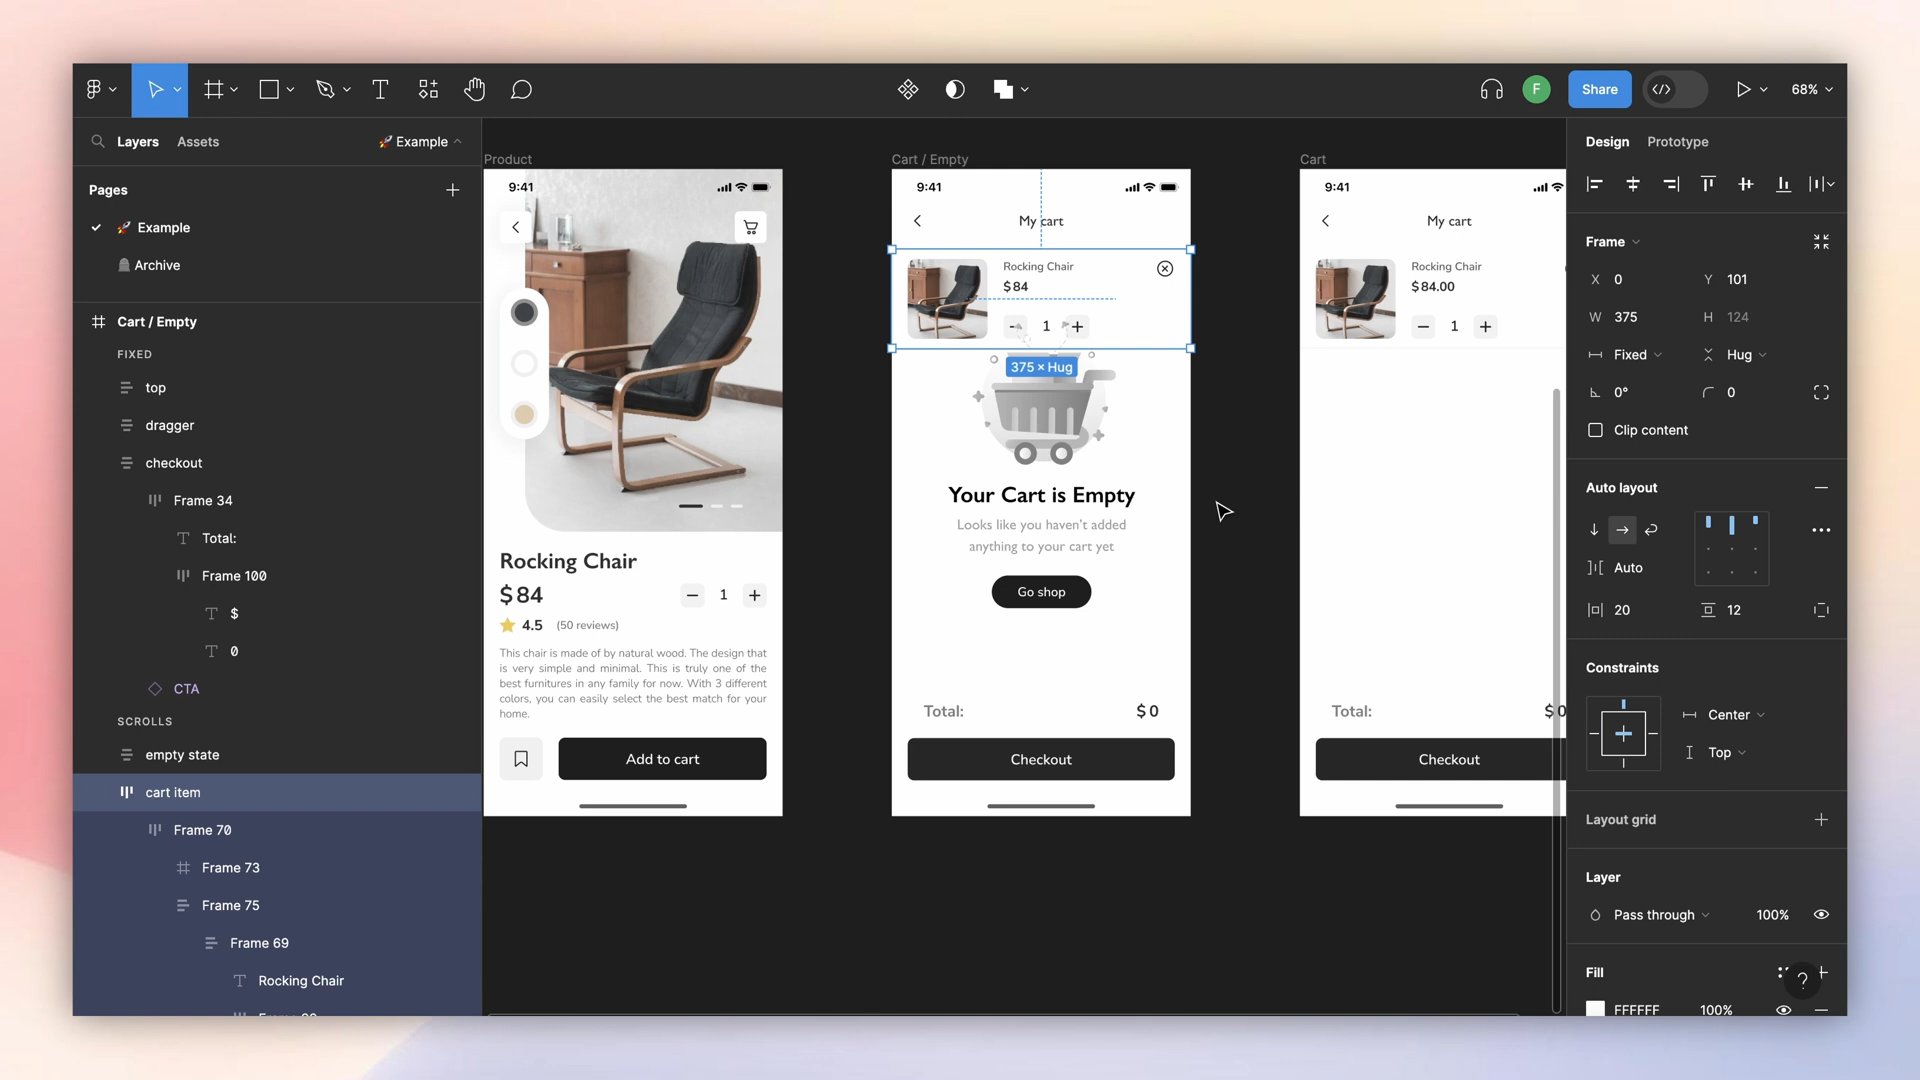 F
Share
68%
Layers
Assets
🚀 Example
Pages
🚀 Example
Archive
Cart / Empty
FIXED
top
dragger
checkout
Frame 34
Total:
Frame 100
$
0
CTA
SCROLLS
empty state
cart item
Frame 70
Frame 73
Frame 75
Frame 69
Rocking Chair
Product
9:41
Rocking Chair
$84
1
4.5
(50 reviews)
This chair is made of by natural wood. The design that
is very simple and minimal. This is truly one of the
best furnitures in any family for now. With 3 different
colors, you can easily select the best match for your
home.
Add to cart
Cart / Empty
9:41
My cart
Rocking Chair
$84
1
375 × Hug
Your Cart is Empty
Looks like you haven't added
anything to your cart yet
Go shop
Total:
$0
Checkout
Cart
9:41
My cart
Rocking Chair
$84.00
1
Total:
$0
Checkout
Design
Prototype
Frame
X 0
Y 101
W 375
H 124
Fixed
Hug
0°
0
Clip content
Auto layout
Auto
20
12
Constraints
Center
Top
Layout grid
Layer
Pass through
100%
Fill
?
FFFFFF
100%